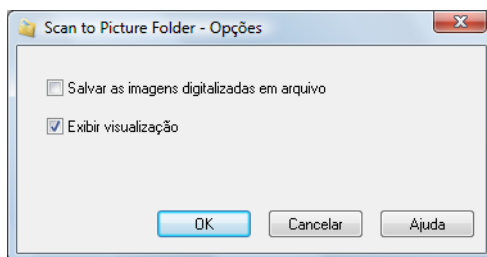 Scan to Picture Folder - Opções
Salvar as imagens digitalizadas em arquivo
Exibir visualização
OK Cancelar Ajuda